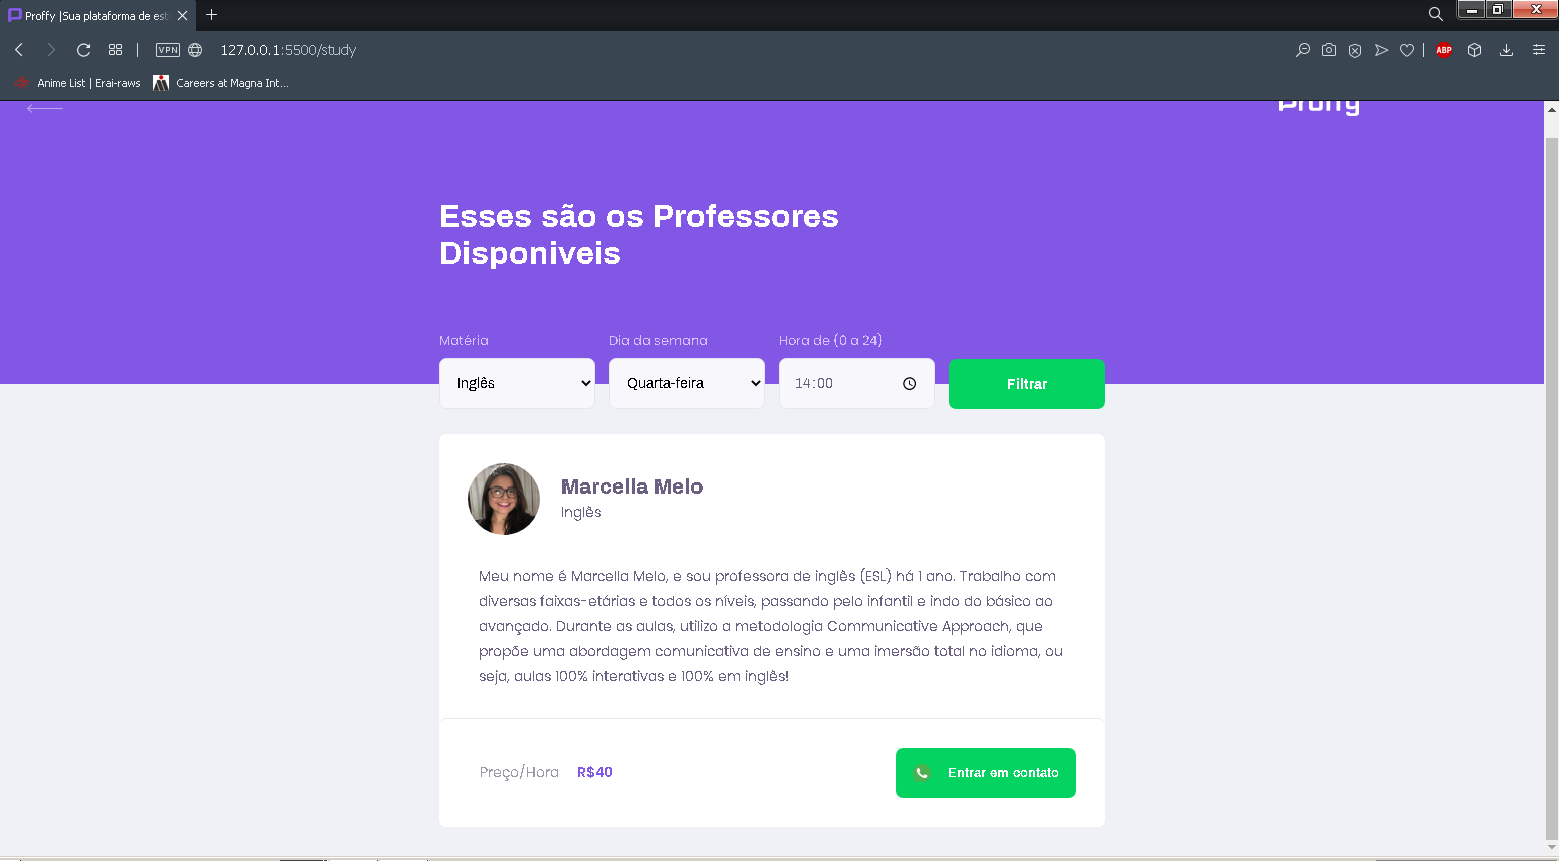 Proffy |Sua plataforma de est
VPN
127.0.0.1:5500/study
ABP
Anime List | Erai-raws
Careers at Magna Int...
Proffy
Esses são os Professores
Disponiveis
Matéria
Dia da semana
Hora de (0 a 24)
Inglês
Quarta-feira
14:00
Filtrar
Marcella Melo
Inglês
Meu nome é Marcella Melo, e sou professora de inglês (ESL) há 1 ano. Trabalho com
diversas faixas-etárias e todos os níveis, passando pelo infantil e indo do básico ao
avançado. Durante as aulas, utilizo a metodologia Communicative Approach, que
propõe uma abordagem comunicativa de ensino e uma imersão total no idioma, ou
seja, aulas 100% interativas e 100% em inglês!
Preço/Hora
R$40
Entrar em contato